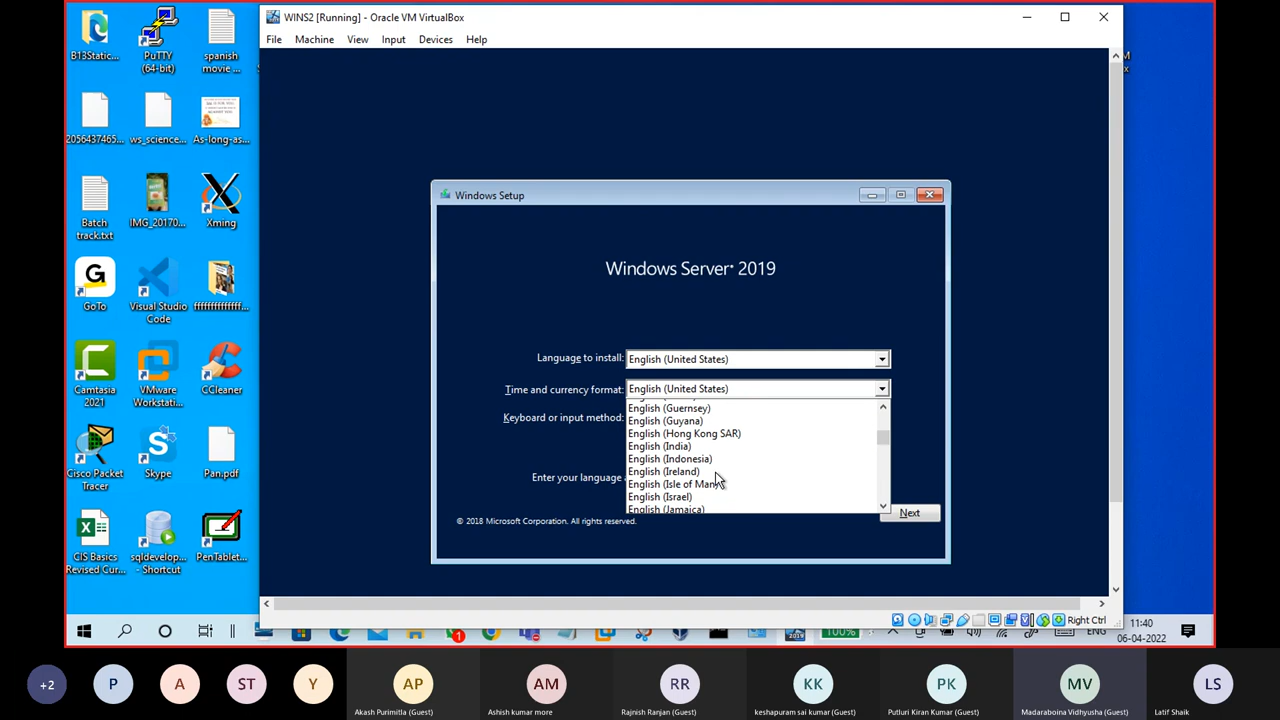 WINS2 [Running] - Oracle VM VirtualBox
File Machine View Input Devices Help
B13Static...
PuTTY (64-bit)
spanish movie ...
2056437465...
ws_science...
As-long-as...
Batch track.txt
IMG_20170...
Xming
GoTo
Visual Studio Code
ffffffffffffff...
Camtasia 2021
VMware Workstati...
CCleaner
Cisco Packet Tracer
Skype
Pan.pdf
CIS Basics Revised Cur...
sqldevelop... - Shortcut
PenTablet...
Windows Setup
Windows Server 2019
Language to install: English (United States)
Time and currency format: English (United States)
Keyboard or input method:
English (Guernsey)
English (Guyana)
English (Hong Kong SAR)
English (India)
English (Indonesia)
English (Ireland)
English (Isle of Man)
English (Israel)
English (Jamaica)
Enter your language
Next
© 2018 Microsoft Corporation. All rights reserved.
Right Ctrl
1
2019
100%
ENG
11:40
06-04-2022
+2 P A ST Y AP AM RR KK PK MV LS
Akash Purimitla (Guest) Ashish kumar more Rajnish Ranjan (Guest) keshapuram sai kumar (Guest) Putluri Kiran Kumar (Guest) Madaraboina Vidhyusha (Guest) Latif Shaik